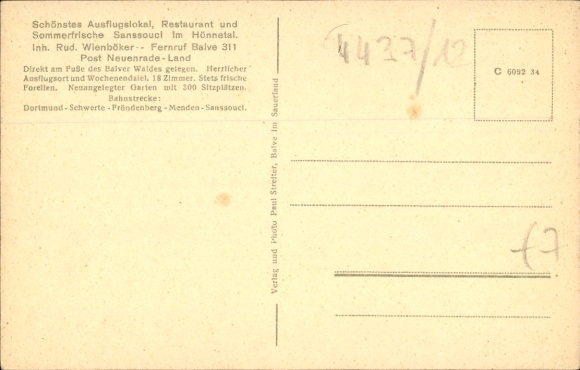 Schönstes Ausflugslokal, Restaurant und
Sommerfrische Sanssouci im Hönnetal.
Inh. Rud. Wienböker -- Fernruf Balve 311
Post Neuenrade-Land
Direkt am Fuße des Balver Waldes gelegen. Herrlicher
Ausflugsort und Wochenendziel. 18 Zimmer. Stets frische
Forellen. Neuangelegter Garten mit 300 Sitzplätzen.
Bahnstrecke:
Dortmund-Schwerte-Fröndenberg-Menden-Sanssouci.
Verlag und Photo Paul Streiter, Balve im Sauerland
4437/12
C 6092 34